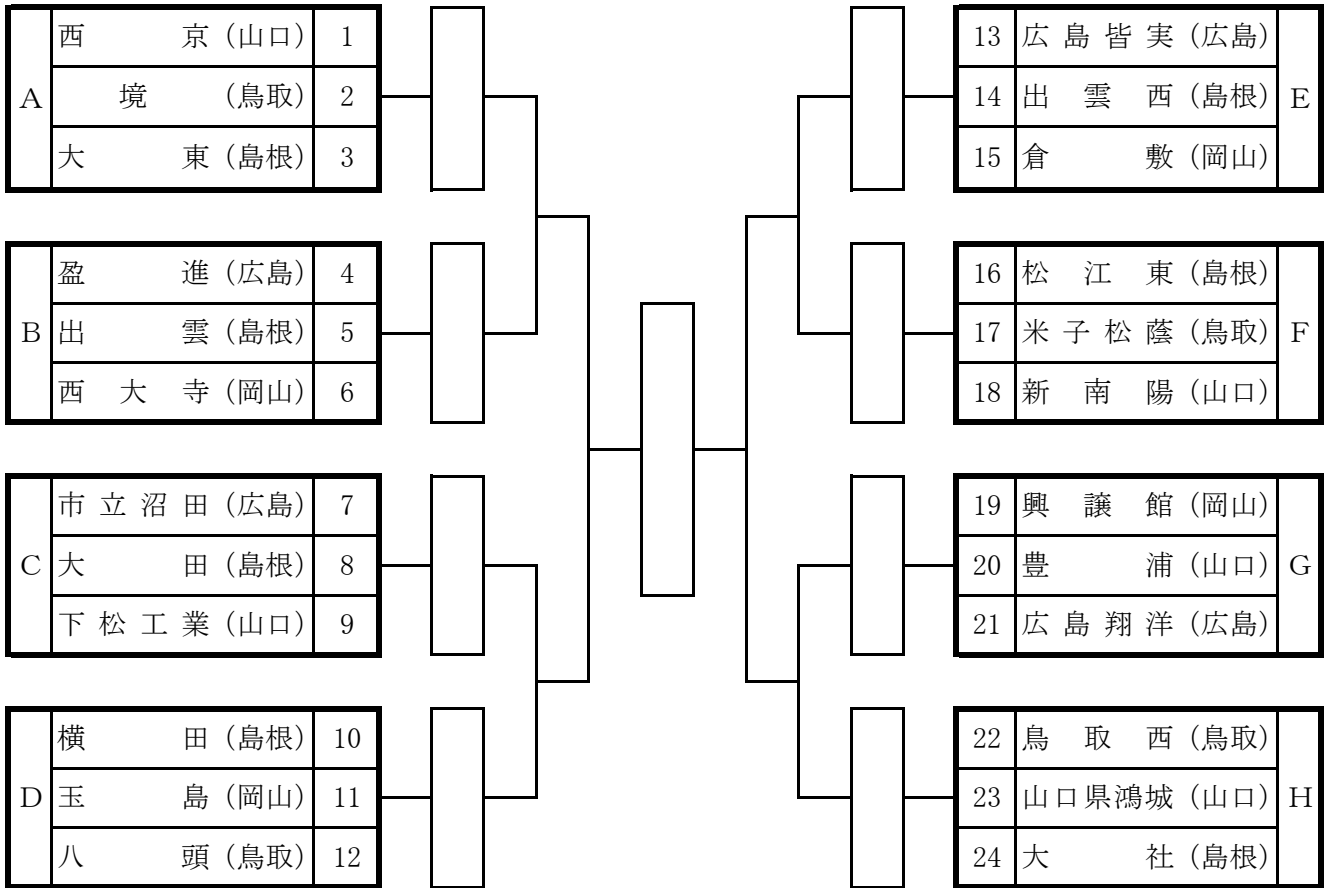 A
西京(山口) 1
境(鳥取) 2
大東(島根) 3
B
盈進(広島) 4
出雲(島根) 5
西大寺(岡山) 6
C
市立沼田(広島) 7
大田(島根) 8
下松工業(山口) 9
D
横田(島根) 10
玉島(岡山) 11
八頭(鳥取) 12
13 広島皆実(広島)
14 出雲西(島根)
15 倉敷(岡山)
E
16 松江東(島根)
17 米子松蔭(鳥取)
18 新南陽(山口)
F
19 興譲館(岡山)
20 豊浦(山口)
21 広島翔洋(広島)
G
22 鳥取西(鳥取)
23 山口県鴻城(山口)
24 大社(島根)
H